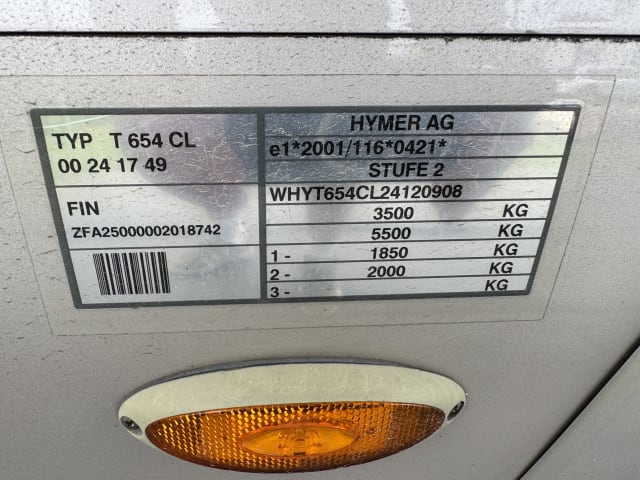 TYP T 654 CL
00 24 17 49
FIN
ZFA25000002018742
HYMER AG
e1*2001/116*0421*
STUFE 2
WHYT654CL24120908
3500 KG
5500 KG
1 - 1850 KG
2 - 2000 KG
3 - KG